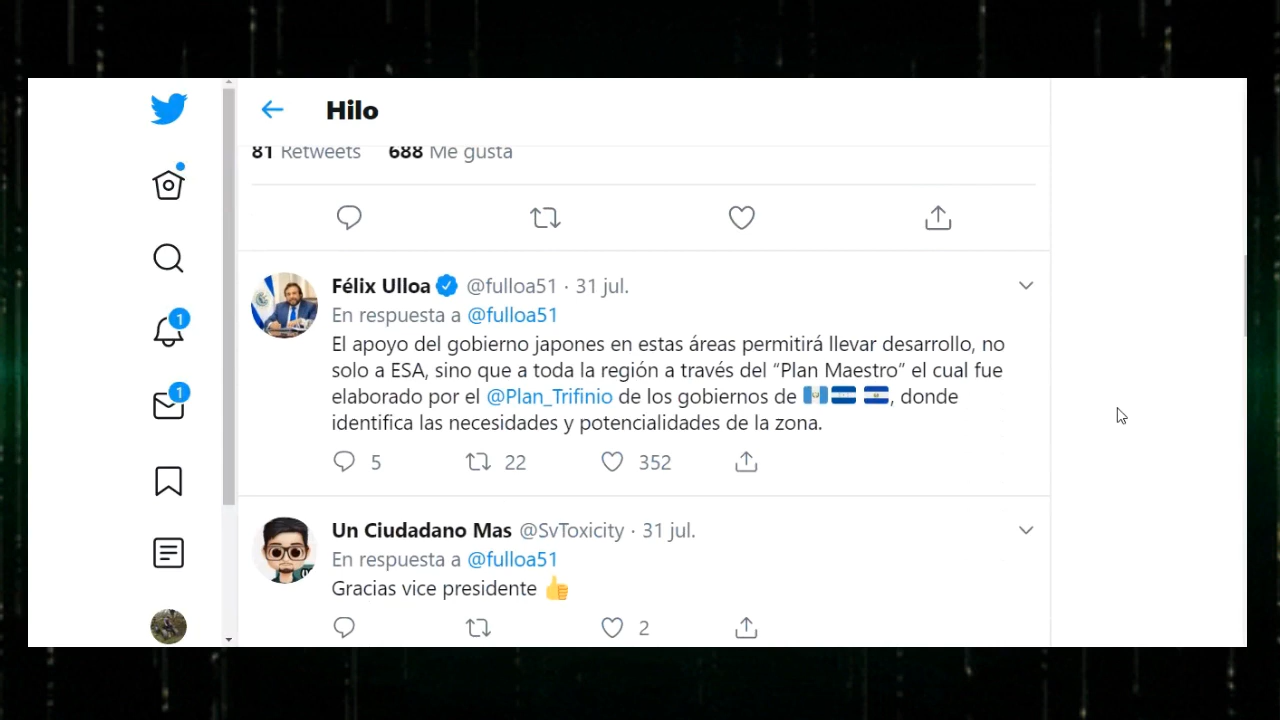 Hilo
81 Retweets 688 Me gusta
Félix Ulloa @fulloa51 · 31 jul.
En respuesta a @fulloa51
El apoyo del gobierno japones en estas áreas permitirá llevar desarrollo, no
solo a ESA, sino que a toda la región a través del “Plan Maestro” el cual fue
elaborado por el @Plan_Trifinio de los gobiernos de 🇬🇹🇭🇳 🇸🇻, donde
identifica las necesidades y potencialidades de la zona.
5 22 352
Un Ciudadano Mas @SvToxicity · 31 jul.
En respuesta a @fulloa51
Gracias vice presidente 👍
2
1
1